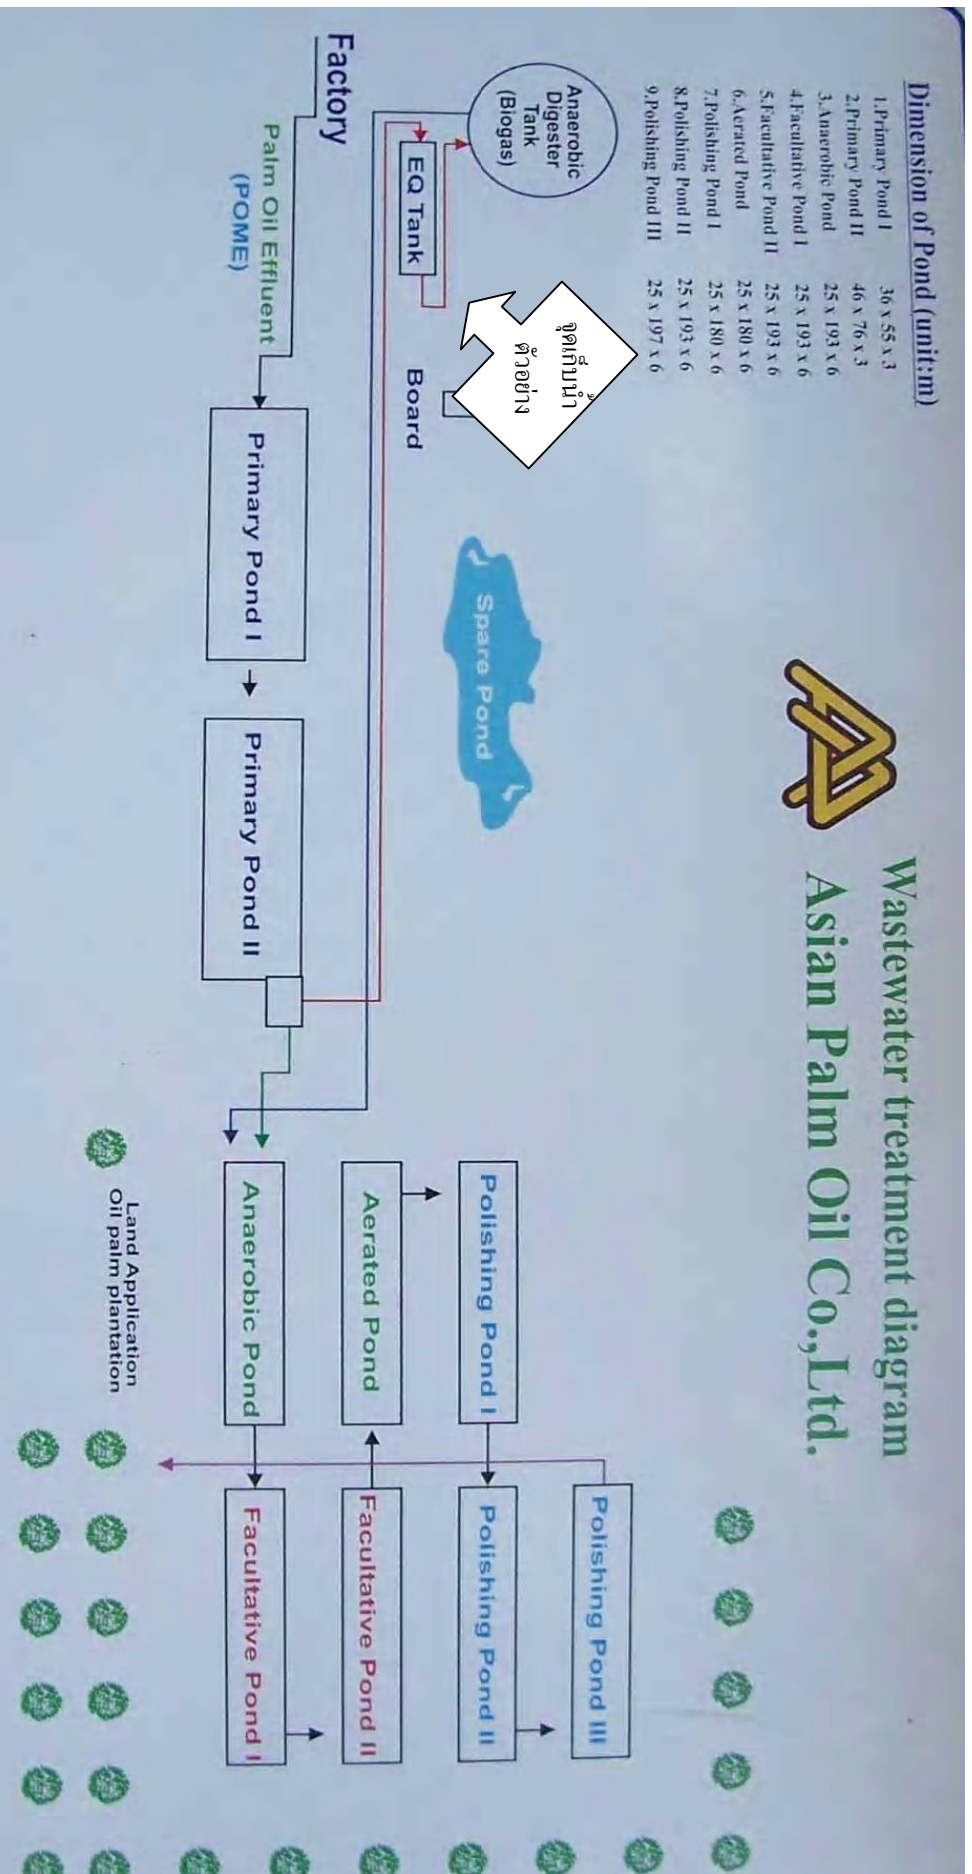 Wastewater treatment diagram
Asian Palm Oil Co.,Ltd.
Dimension of Pond (unit:m)
1.Primary Pond I 36 x 55 x 3
2.Primary Pond II 46 x 76 x 3
3.Anaerobic Pond 25 x 193 x 6
4.Facultative Pond I 25 x 193 x 6
5.Facultative Pond II 25 x 193 x 6
6.Aerated Pond 25 x 180 x 6
7.Polishing Pond I 25 x 180 x 6
8.Polishing Pond II 25 x 193 x 6
9.Polishing Pond III 25 x 197 x 6
Anaerobic
Digester
Tank
(Biogas)
จุดเก็บน้ำ
ตัวอย่าง
EQ Tank
Board
Spare Pond
Factory
Palm Oil Effluent
(POME)
Primary Pond I
Primary Pond II
Polishing Pond III
Polishing Pond I
Polishing Pond II
Aerated Pond
Facultative Pond II
Anaerobic Pond
Facultative Pond I
Land Application
Oil palm plantation